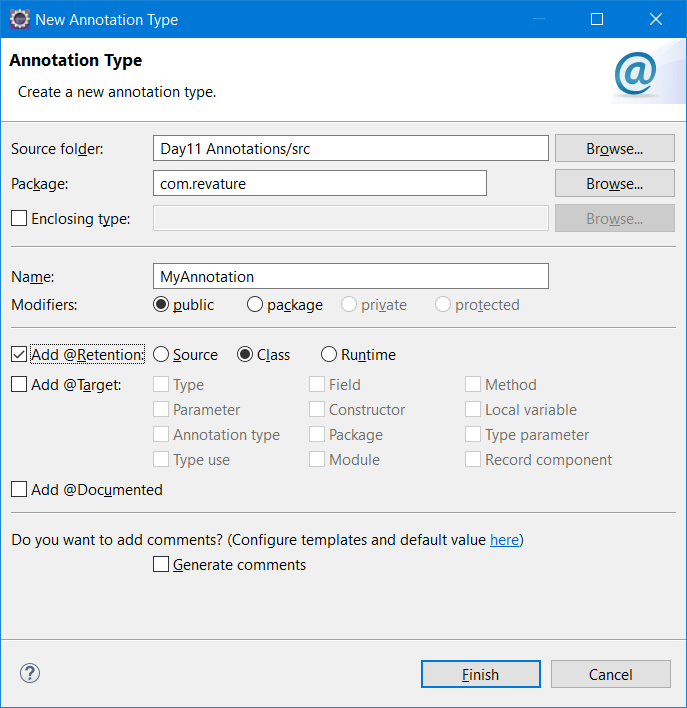 New Annotation Type
Annotation Type
Create a new annotation type.
@
Source folder: Day11 Annotations/src Browse...
Package: com.revature Browse...
Enclosing type: Browse...
Name: MyAnnotation
Modifiers: public package private protected
Add @Retention: Source Class Runtime
Add @Target: Type Field Method
Parameter Constructor Local variable
Annotation type Package Type parameter
Type use Module Record component
Add @Documented
Do you want to add comments? (Configure templates and default value here)
Generate comments
? Finish Cancel